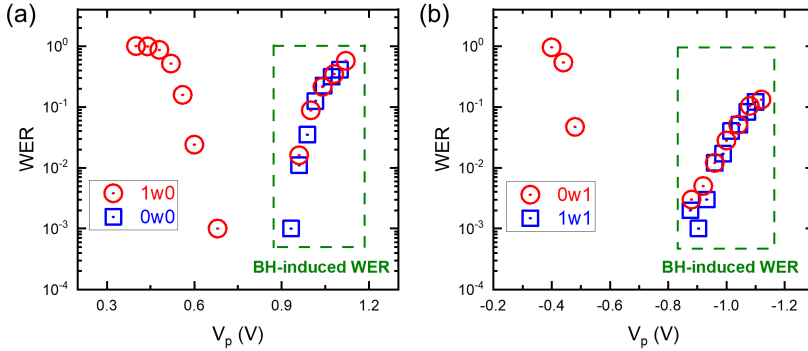 (a)
WER
10⁰
10⁻¹
10⁻²
10⁻³
10⁻⁴
1w0
0w0
BH-induced WER
0.3 0.6 0.9 1.2
Vₚ (V)
(b)
WER
10⁰
10⁻¹
10⁻²
10⁻³
10⁻⁴
0w1
1w1
BH-induced WER
-0.2 -0.4 -0.6 -0.8 -1.0 -1.2
Vₚ (V)